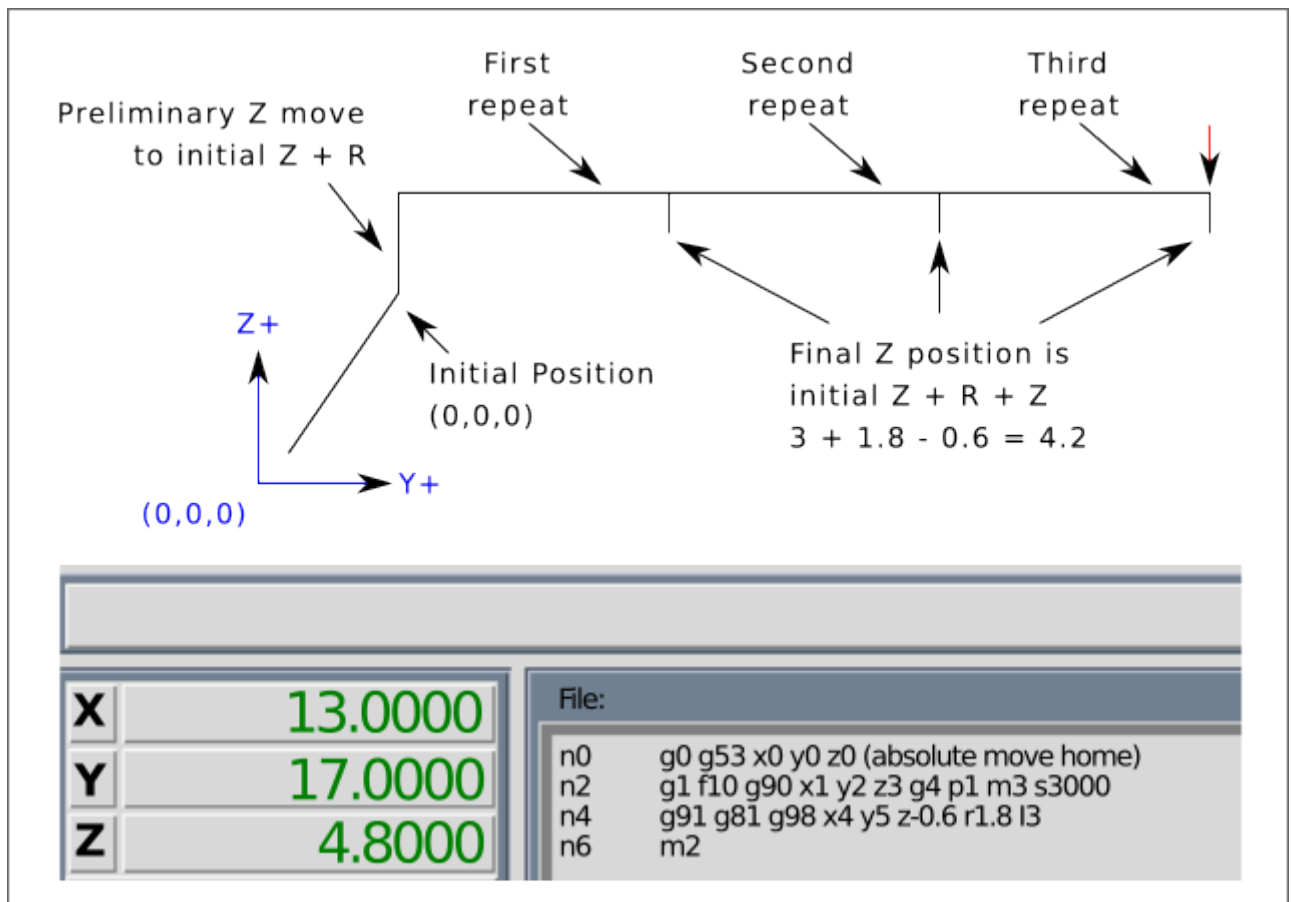 First
repeat
Second
repeat
Third
repeat
Preliminary Z move
to initial Z + R
Z+
Initial Position
(0,0,0)
Final Z position is
initial Z + R + Z
3 + 1.8 - 0.6 = 4.2
Y+
(0,0,0)
X 13.0000
Y 17.0000
Z 4.8000
File:
n0 g0 g53 x0 y0 z0 (absolute move home)
n2 g1 f10 g90 x1 y2 z3 g4 p1 m3 s3000
n4 g91 g81 g98 x4 y5 z-0.6 r1.8 l3
n6 m2